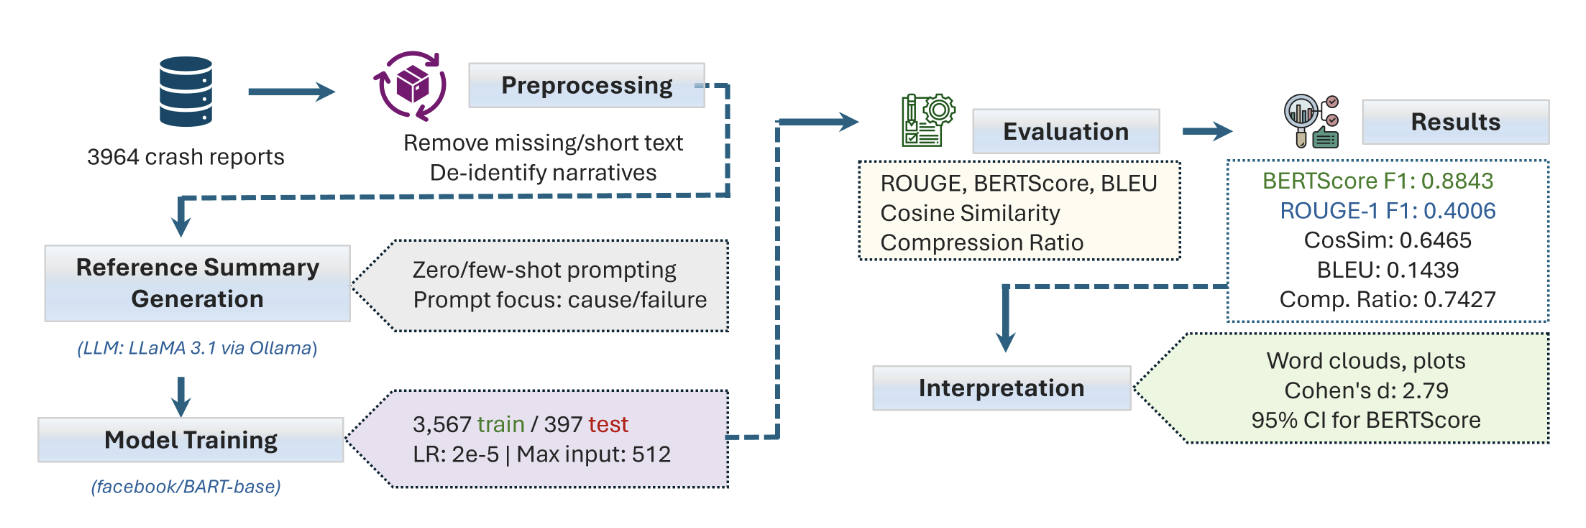 3964 crash reports
Preprocessing
Remove missing/short text
De-identify narratives
Reference Summary
Generation
(LLM: LLaMA 3.1 via Ollama)
Zero/few-shot prompting
Prompt focus: cause/failure
Model Training
(facebook/BART-base)
3,567 train / 397 test
LR: 2e-5 | Max input: 512
Evaluation
ROUGE, BERTScore, BLEU
Cosine Similarity
Compression Ratio
Results
BERTScore F1: 0.8843
ROUGE-1 F1: 0.4006
CosSim: 0.6465
BLEU: 0.1439
Comp. Ratio: 0.7427
Interpretation
Word clouds, plots
Cohen's d: 2.79
95% CI for BERTScore